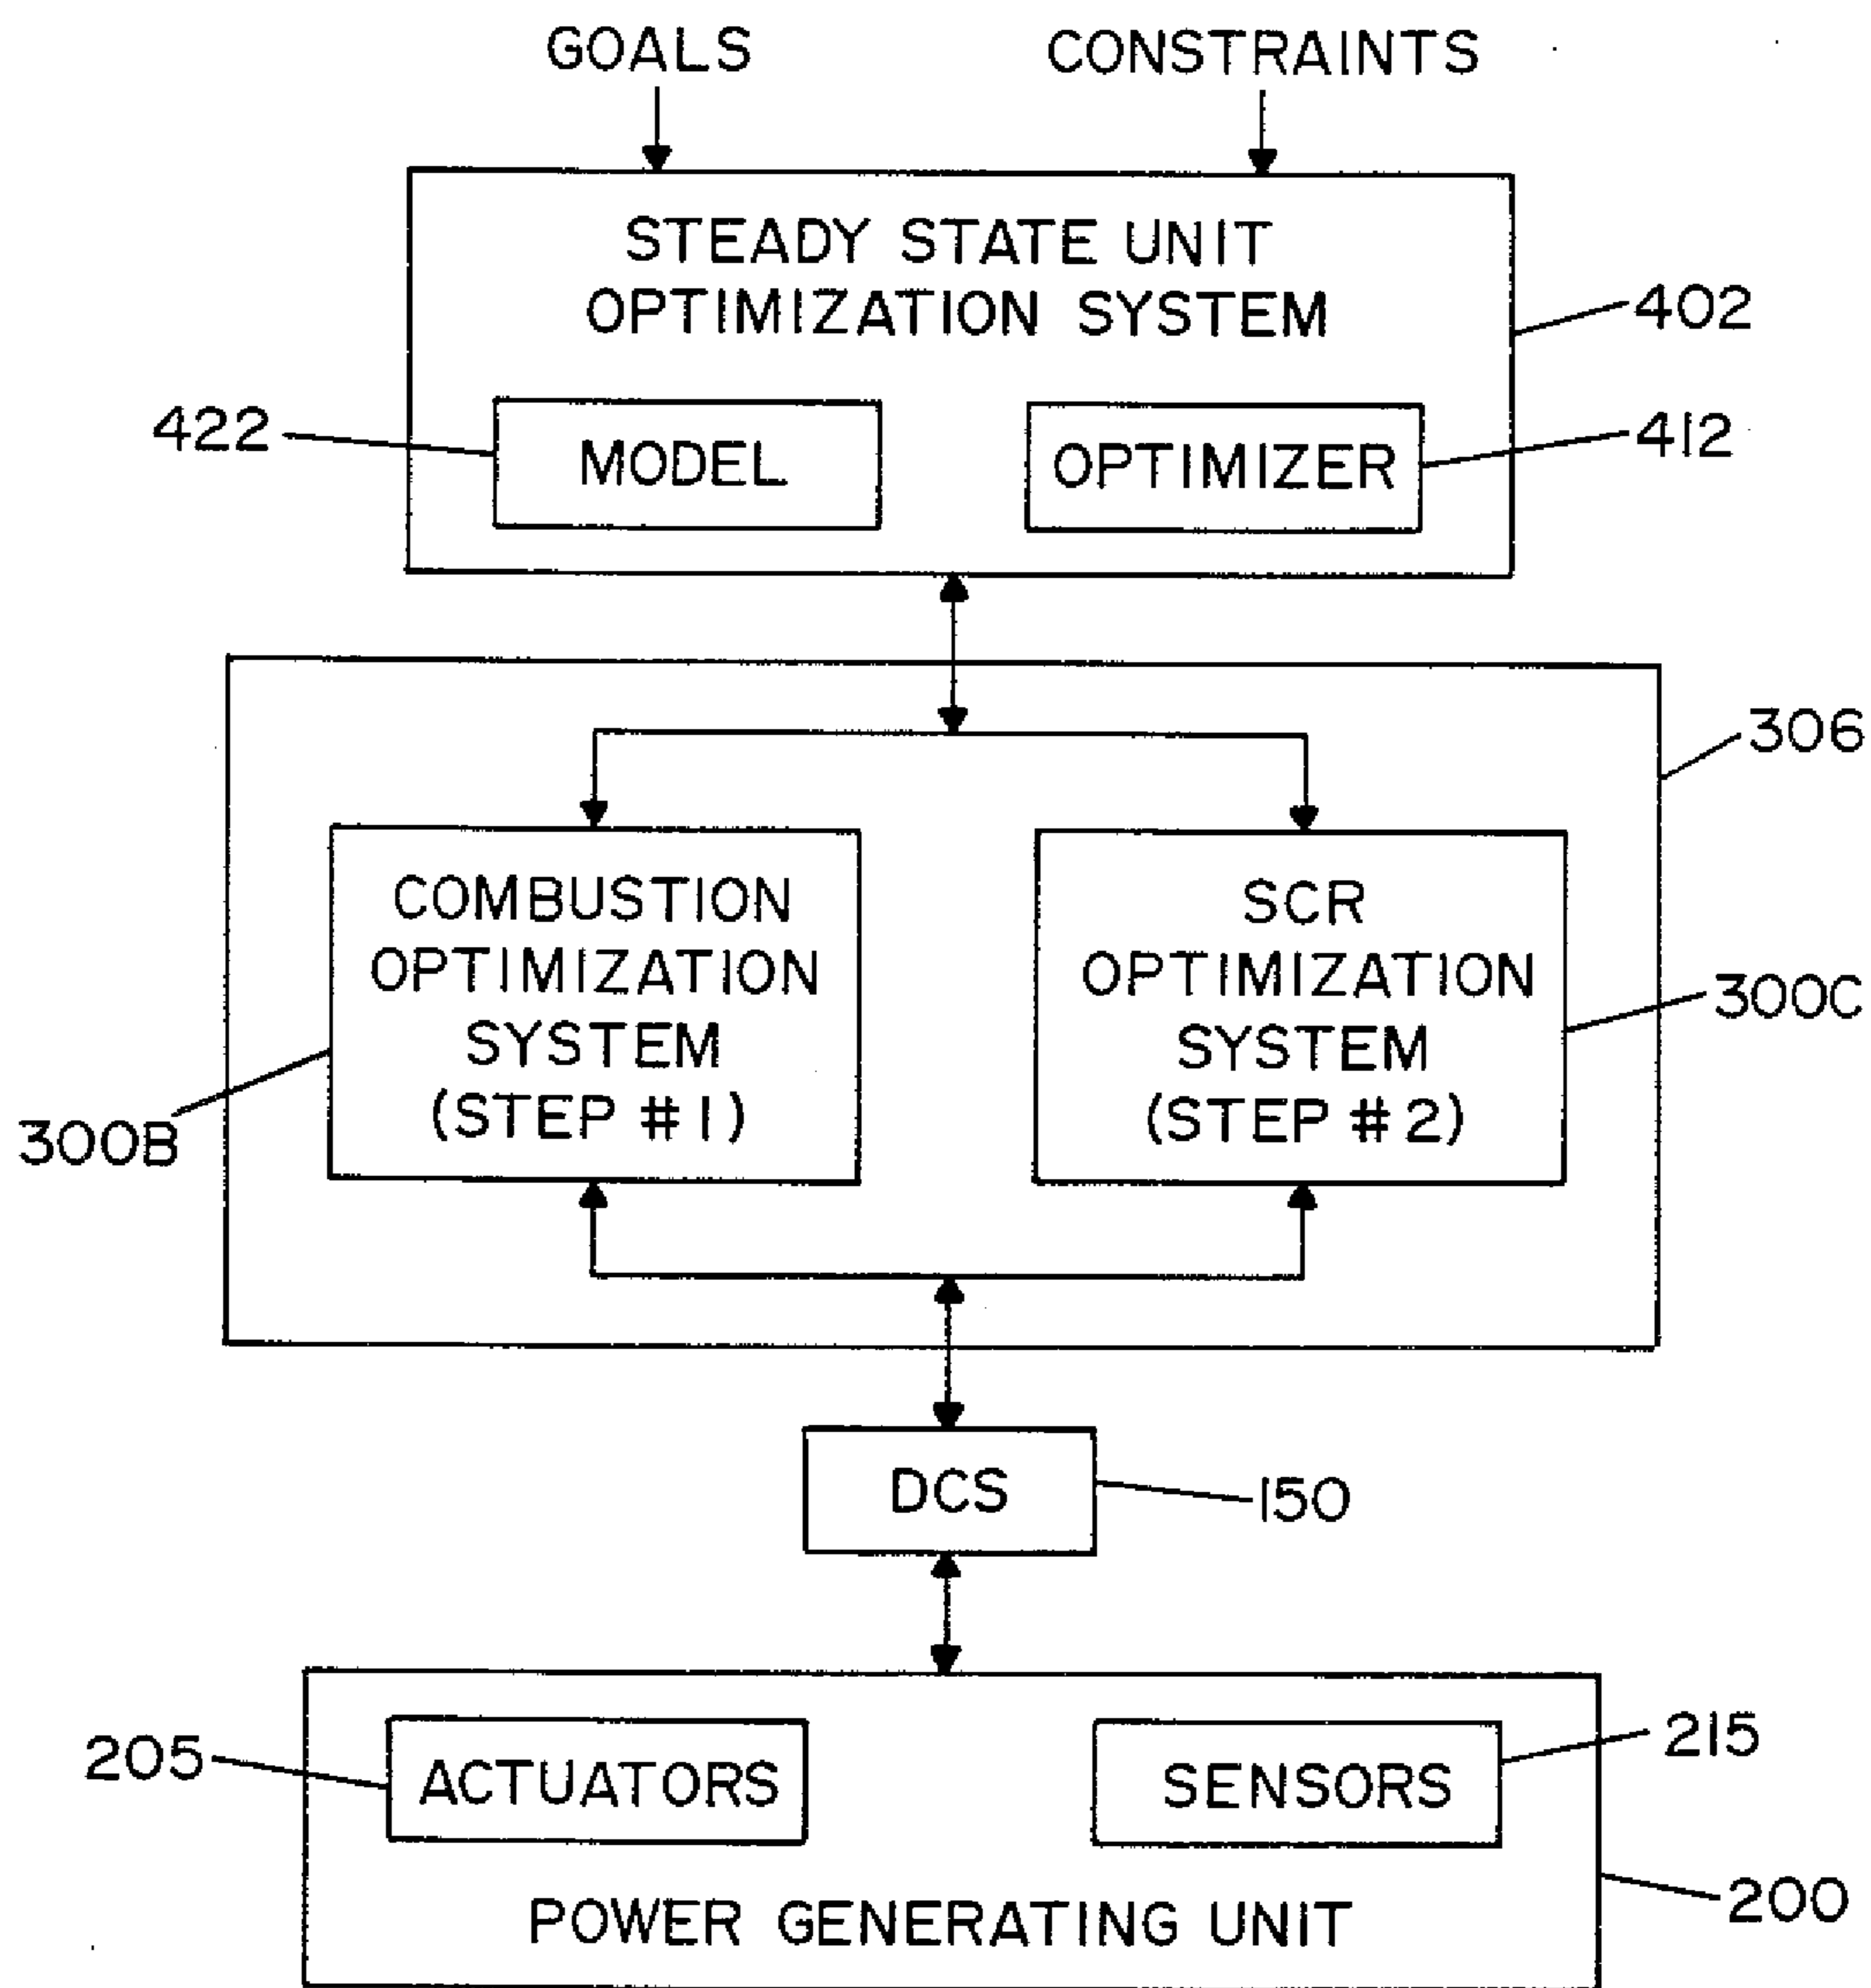 GOALS
CONSTRAINTS
STEADY STATE UNIT
OPTIMIZATION SYSTEM
402
422
MODEL
OPTIMIZER
412
306
COMBUSTION
OPTIMIZATION
SYSTEM
(STEP #1)
300B
SCR
OPTIMIZATION
SYSTEM
(STEP #2)
300C
DCS
150
205
ACTUATORS
SENSORS
215
POWER GENERATING UNIT
200